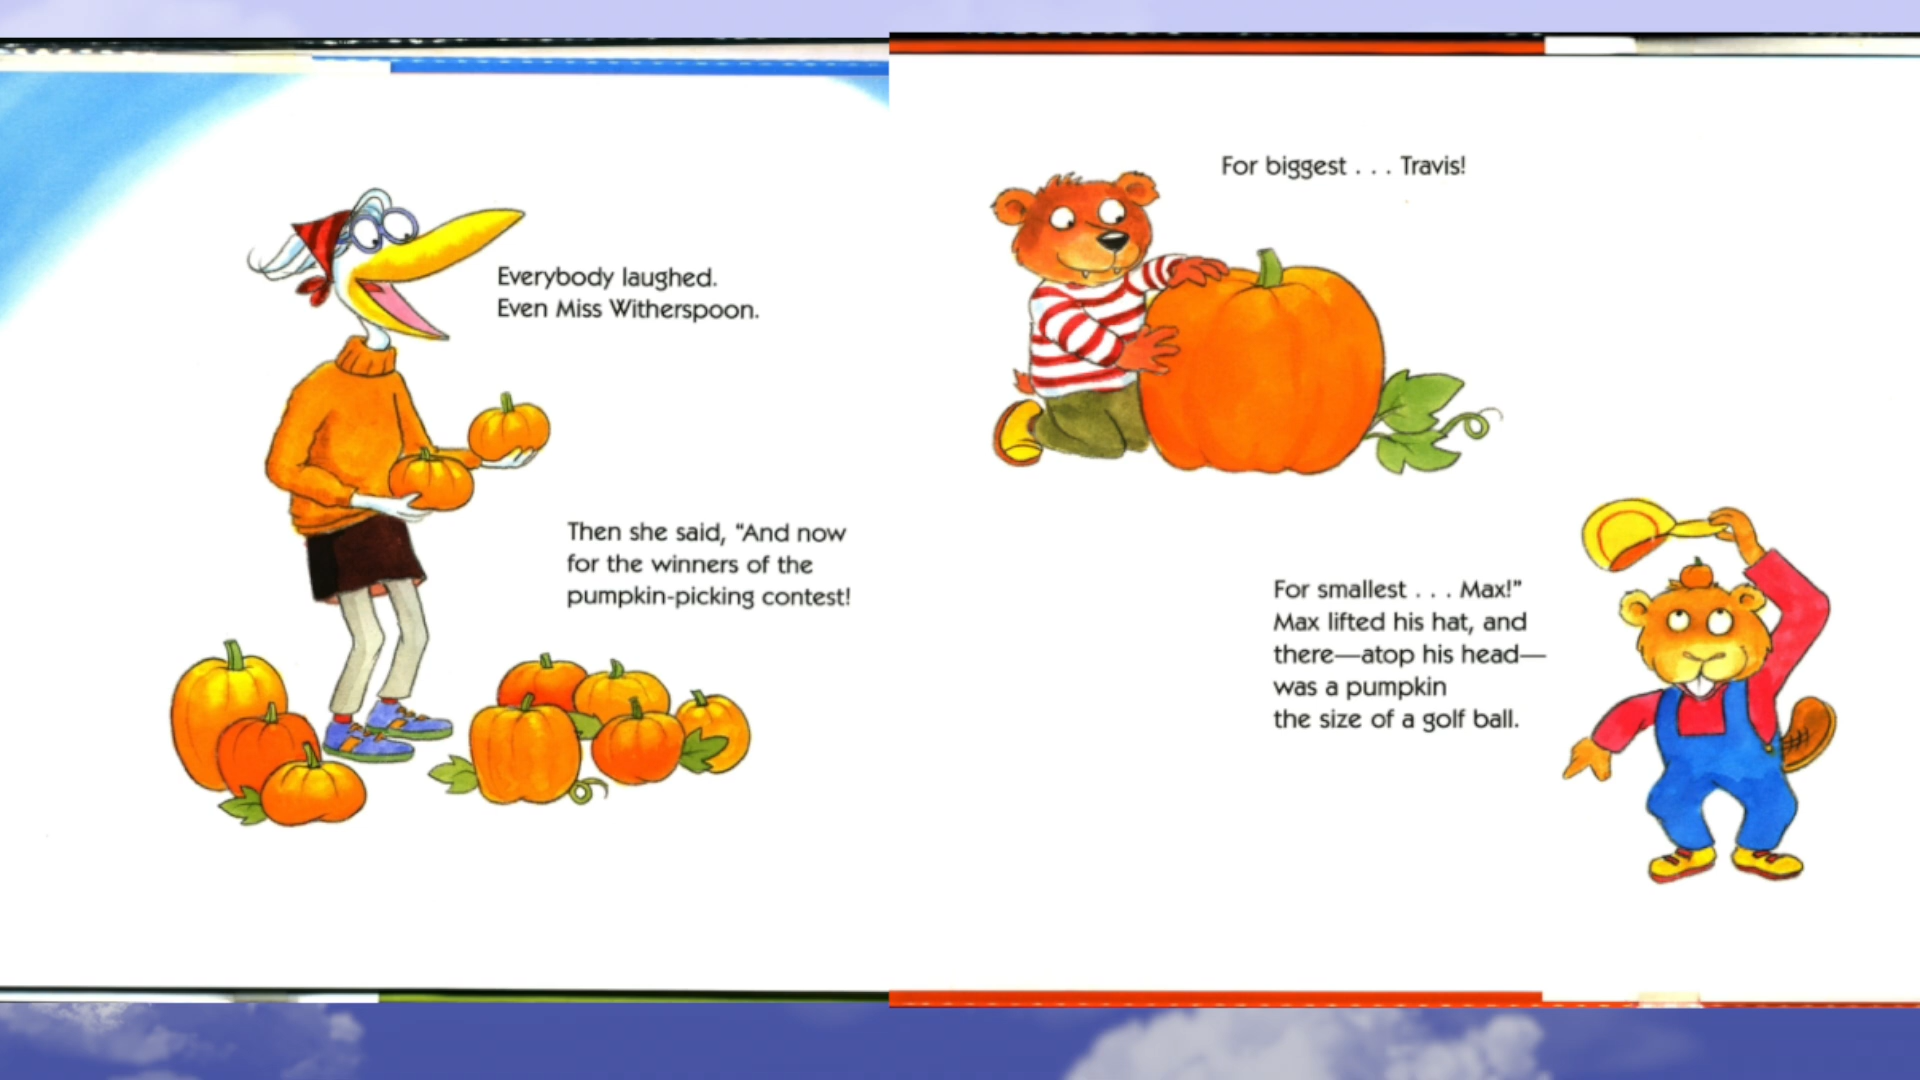 Everybody laughed.
Even Miss Witherspoon.
Then she said, “And now
for the winners of the
pumpkin-picking contest!
For biggest . . . Travis!
For smallest . . . Max!”
Max lifted his hat, and
there—atop his head—
was a pumpkin
the size of a golf ball.